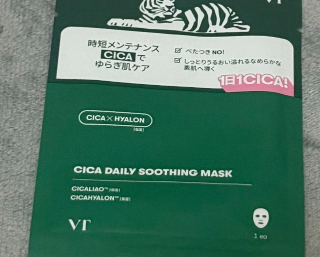 VT
時短メンテナンス
CICAで
ゆらぎ肌ケア
べたつきNO!
しっとりうるおい溢れるなめらかな
素肌へ導く
1日1CICA!
CICA×HYALON
CICA DAILY SOOTHING MASK
CICALIAO™
CICAHYALON™
VT